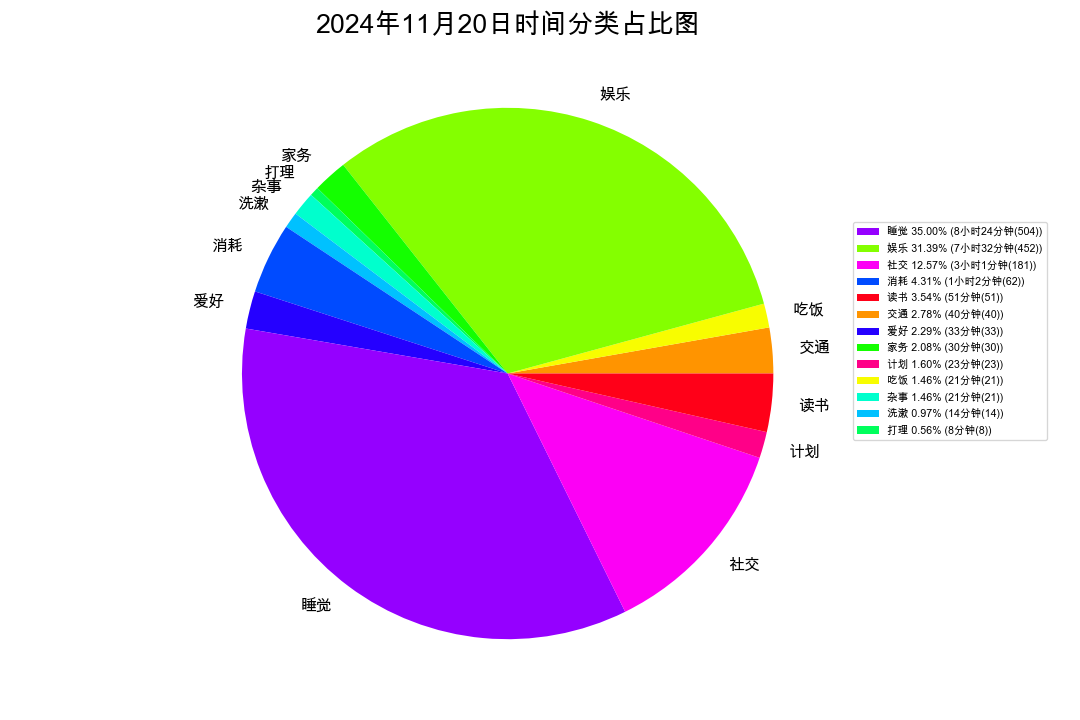 2024年11月20日时间分类占比图
娱乐
家务
打理
杂事
洗漱
消耗
爱好
睡觉
吃饭
交通
读书
计划
社交
睡觉 35.00% (8小时24分钟(504))
娱乐 31.39% (7小时32分钟(452))
社交 12.57% (3小时1分钟(181))
消耗 4.31% (1小时2分钟(62))
读书 3.54% (51分钟(51))
交通 2.78% (40分钟(40))
爱好 2.29% (33分钟(33))
家务 2.08% (30分钟(30))
计划 1.60% (23分钟(23))
吃饭 1.46% (21分钟(21))
杂事 1.46% (21分钟(21))
洗漱 0.97% (14分钟(14))
打理 0.56% (8分钟(8))